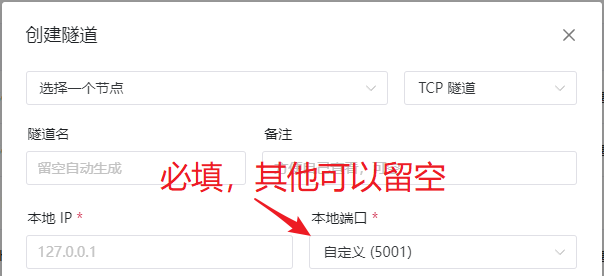 创建隧道
选择一个节点
TCP 隧道
隧道名
备注
留空自动生成
必填，其他可以留空
本地 IP *
本地端口 *
127.0.0.1
自定义 (5001)